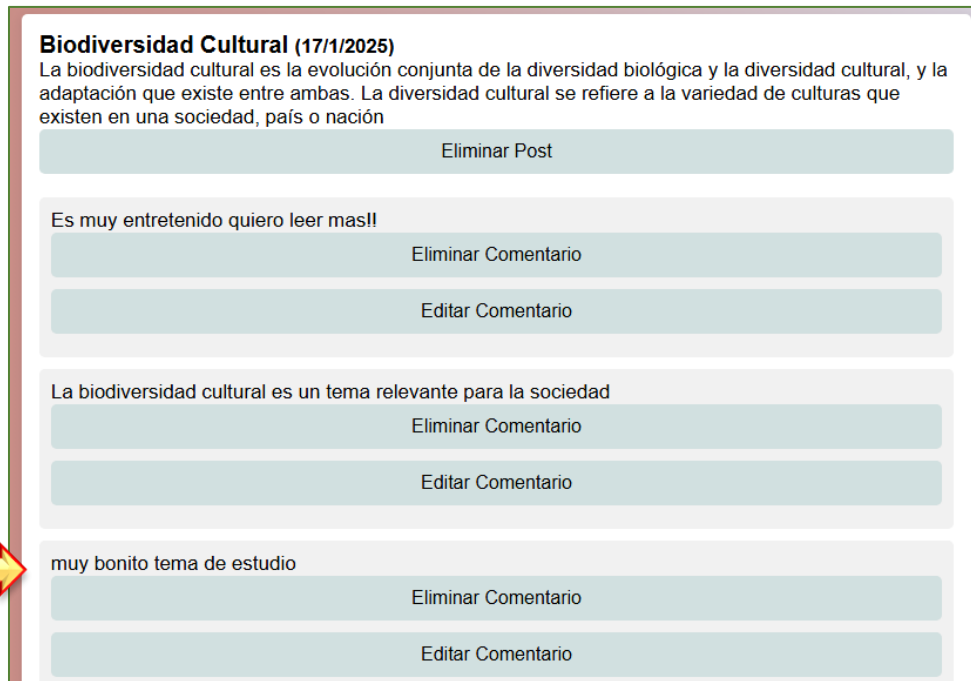 Biodiversidad Cultural (17/1/2025)
La biodiversidad cultural es la evolución conjunta de la diversidad biológica y la diversidad cultural, y la
adaptación que existe entre ambas. La diversidad cultural se refiere a la variedad de culturas que
existen en una sociedad, país o nación
Eliminar Post
Es muy entretenido quiero leer mas!!
Eliminar Comentario
Editar Comentario
La biodiversidad cultural es un tema relevante para la sociedad
Eliminar Comentario
Editar Comentario
muy bonito tema de estudio
Eliminar Comentario
Editar Comentario